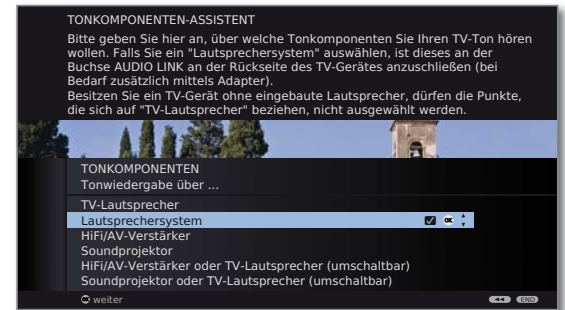 TONKOMPONENTEN-ASSISTENT
Bitte geben Sie hier an, über welche Tonkomponenten Sie Ihren TV-Ton hören
wollen. Falls Sie ein "Lautsprechersystem" auswählen, ist dieses an der
Buchse AUDIO LINK an der Rückseite des TV-Gerätes anzuschließen (bei
Bedarf zusätzlich mittels Adapter).
Besitzen Sie ein TV-Gerät ohne eingebaute Lautsprecher, dürfen die Punkte,
die sich auf "TV-Lautsprecher" beziehen, nicht ausgewählt werden.
TONKOMPONENTEN
Tonwiedergabe über ...
TV-Lautsprecher
Lautsprechersystem OK
HiFi/AV-Verstärker
Soundprojektor
HiFi/AV-Verstärker oder TV-Lautsprecher (umschaltbar)
Soundprojektor oder TV-Lautsprecher (umschaltbar)
weiter END